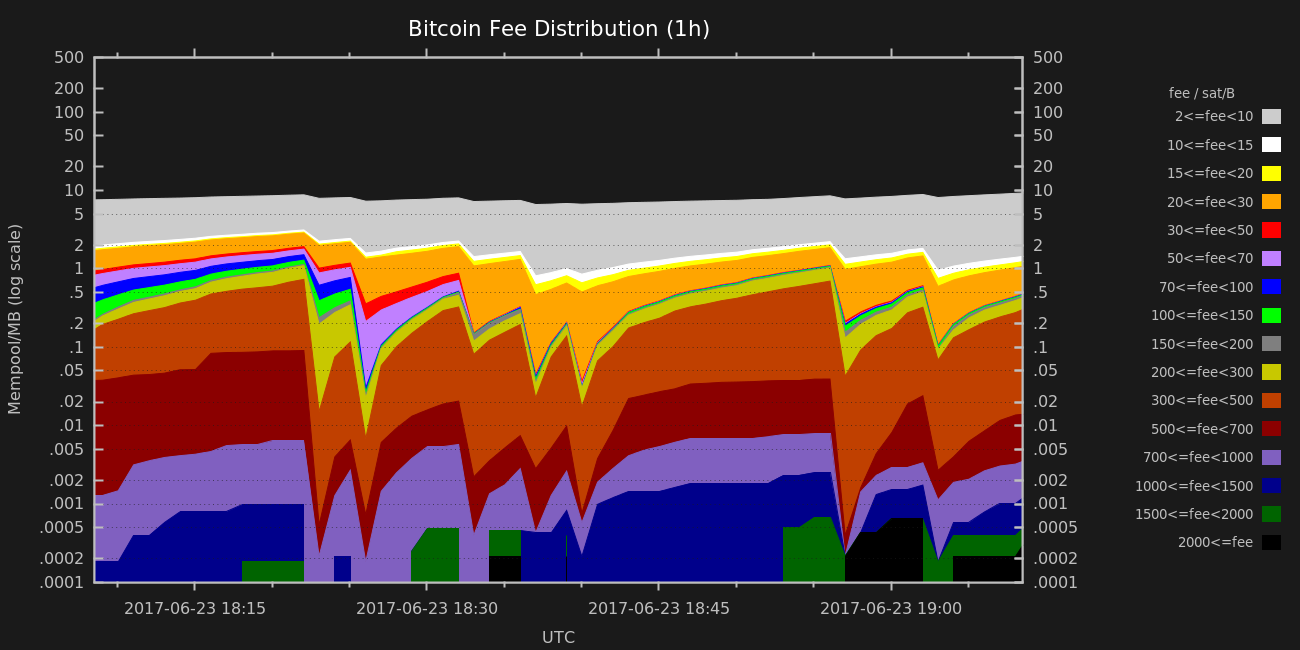 Bitcoin Fee Distribution (1h)
500 500
200 200
100 100
50 50
20 20
10 10
5 5
2 2
1 1
.5 .5
.2 .2
.1 .1
.05 .05
.02 .02
.01 .01
.005 .005
.002 .002
.001 .001
.0005 .0005
.0002 .0002
.0001 .0001
Mempool/MB (log scale)
2017-06-23 18:15 2017-06-23 18:30 2017-06-23 18:45 2017-06-23 19:00
UTC
fee / sat/B
2<=fee<10
10<=fee<15
15<=fee<20
20<=fee<30
30<=fee<50
50<=fee<70
70<=fee<100
100<=fee<150
150<=fee<200
200<=fee<300
300<=fee<500
500<=fee<700
700<=fee<1000
1000<=fee<1500
1500<=fee<2000
2000<=fee